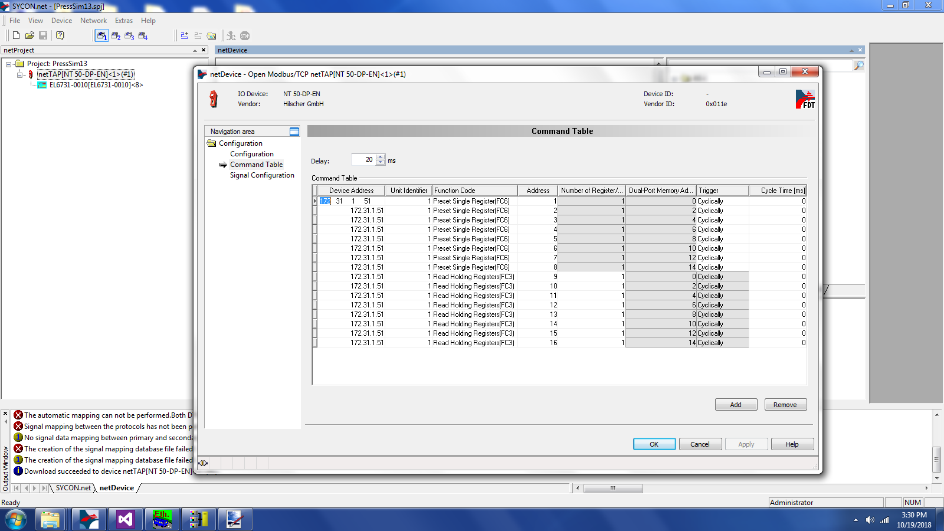 SYCON.net - [PressSim13.spj]
File View Device Network Extras Help
netProject
netDevice
Project: PressSim13
netTAP[NT 50-DP-EN]<1>(#1)
EL6731-0010[EL6731-0010]<8>
netDevice - Open Modbus/TCP netTAP[NT 50-DP-EN]<1>(#1)
IO Device: NT 50-DP-EN Device ID: -
Vendor: Hilscher GmbH Vendor ID: 0x011e
FDT
Navigation area
Configuration
Configuration
Command Table
Signal Configuration
Command Table
Delay: 20 ms
Command Table
Device Address Unit Identifier Function Code Address Number of Register/... Dual-Port Memory Ad... Trigger Cycle Time [ms]
172 31 1 51 1 Preset Single Register(FC6) 1 1 0 Cyclically 0
172.31.1.51 1 Preset Single Register(FC6) 2 1 2 Cyclically 0
172.31.1.51 1 Preset Single Register(FC6) 3 1 4 Cyclically 0
172.31.1.51 1 Preset Single Register(FC6) 4 1 6 Cyclically 0
172.31.1.51 1 Preset Single Register(FC6) 5 1 8 Cyclically 0
172.31.1.51 1 Preset Single Register(FC6) 6 1 10 Cyclically 0
172.31.1.51 1 Preset Single Register(FC6) 7 1 12 Cyclically 0
172.31.1.51 1 Preset Single Register(FC6) 8 1 14 Cyclically 0
172.31.1.51 1 Read Holding Registers(FC3) 9 1 0 Cyclically 0
172.31.1.51 1 Read Holding Registers(FC3) 10 1 2 Cyclically 0
172.31.1.51 1 Read Holding Registers(FC3) 11 1 4 Cyclically 0
172.31.1.51 1 Read Holding Registers(FC3) 12 1 6 Cyclically 0
172.31.1.51 1 Read Holding Registers(FC3) 13 1 8 Cyclically 0
172.31.1.51 1 Read Holding Registers(FC3) 14 1 10 Cyclically 0
172.31.1.51 1 Read Holding Registers(FC3) 15 1 12 Cyclically 0
172.31.1.51 1 Read Holding Registers(FC3) 16 1 14 Cyclically 0
Add Remove
OK Cancel Apply Help
Output Window
The automatic mapping can not be performed.Both D
Signal mapping between the protocols has not been p
No signal data mapping between primary and second
The creation of the signal mapping database file failed
The creation of the signal mapping database file failed
Download succeeded to device netTAP[NT 50-DP-EN]
SYCON.net netDevice
Ready Administrator NUM
3:30 PM
10/19/2018